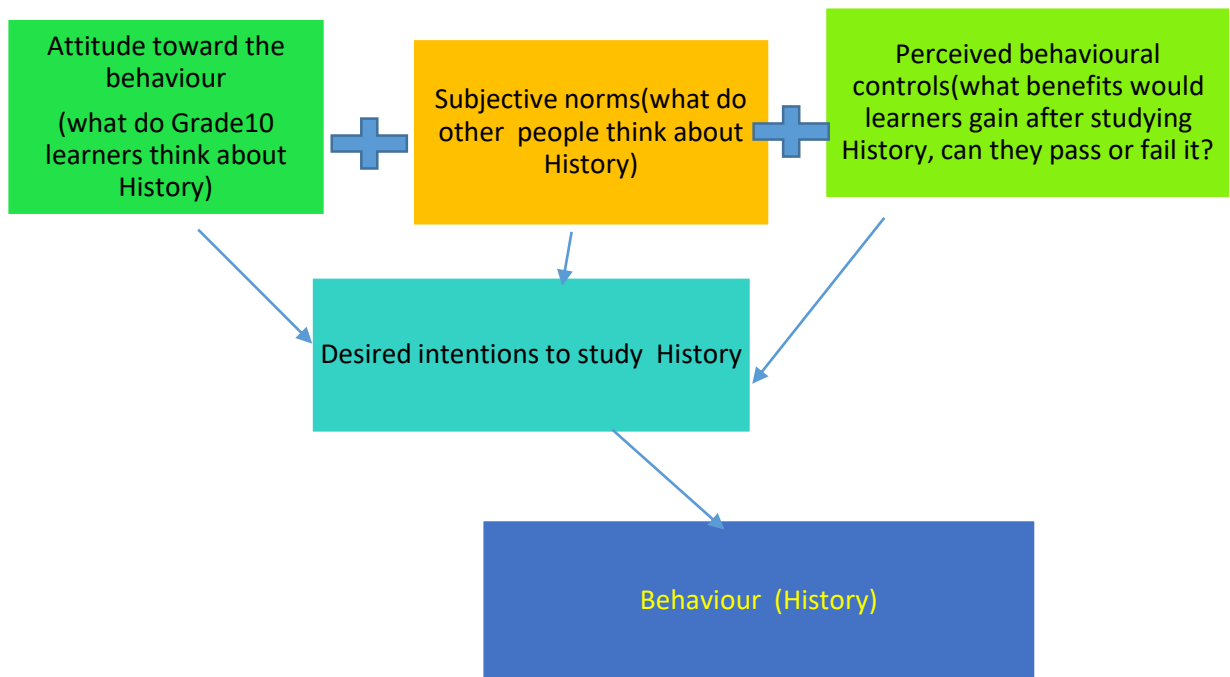 Attitude toward the
behaviour
(what do Grade10
learners think about
History)
Subjective norms(what do
other people think about
History)
Perceived behavioural
controls(what benefits would
learners gain after studying
History, can they pass or fail it?
Desired intentions to study History
Behaviour (History)